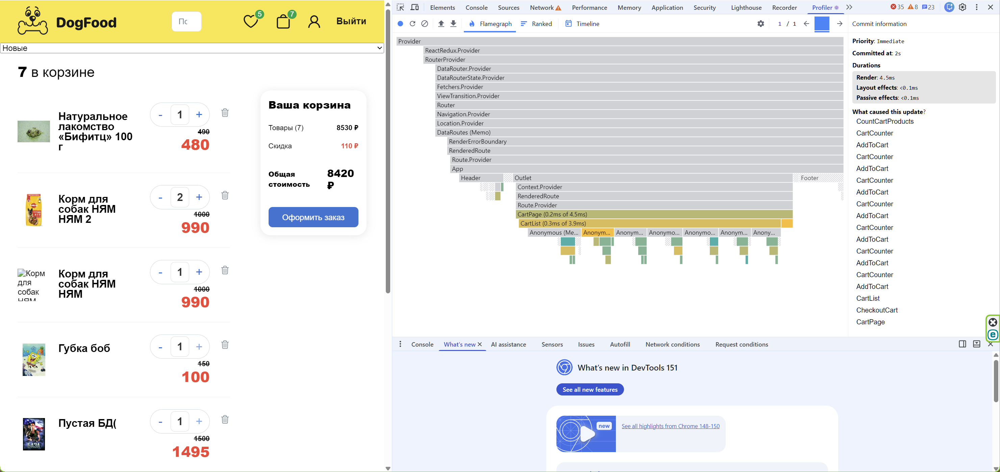 DogFood
По
5
7
Выйти
Новые
7 в корзине
Натуральное
лакомство
«Бифитц» 100
г
- 1 +
490
480
Корм для
собак НЯМ
НЯМ 2
- 2 +
1000
990
Корм
для
собак
НЯМ
Корм для
собак НЯМ
НЯМ
- 1 +
1000
990
Губка боб
- 1 +
150
100
БАЗА
Пустая БД(
- 1 +
1500
1495
Ваша корзина
Товары (7) 8530 ₽
Скидка 110 ₽
Общая
стоимость
8420
₽
Оформить заказ
Elements Console Sources Network Performance Memory Application Security Lighthouse Recorder Profiler 35 8 23
Flamegraph Ranked Timeline 1 / 1
Provider
ReactRedux.Provider
RouterProvider
DataRouter.Provider
DataRouterState.Provider
Fetchers.Provider
ViewTransition.Provider
Router
Navigation.Provider
Location.Provider
DataRoutes (Memo)
RenderErrorBoundary
RenderedRoute
Route.Provider
App
Header Outlet Footer
Context.Provider
RenderedRoute
Route.Provider
CartPage (0.2ms of 4.5ms)
CartList (0.3ms of 3.9ms)
Anonymous (Me... Anonym... Anonym... Anonymo... Anonymo... Anonym... Anony...
Commit information
Priority: Immediate
Committed at: 2s
Durations
Render: 4.5ms
Layout effects: <0.1ms
Passive effects: <0.1ms
What caused this update?
CountCartProducts
CartCounter
AddToCart
CartCounter
AddToCart
CartCounter
AddToCart
CartCounter
AddToCart
CartCounter
AddToCart
CartCounter
AddToCart
CartCounter
AddToCart
CartList
CheckoutCart
CartPage
Console What's new AI assistance Sensors Issues Autofill Network conditions Request conditions
What's new in DevTools 151
See all new features
new
See all highlights from Chrome 148-150